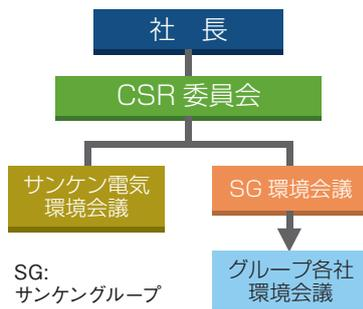 社　長
CSR 委員会
サンケン電気
環境会議
SG 環境会議
グループ各社
環境会議
SG:
サンケングループ